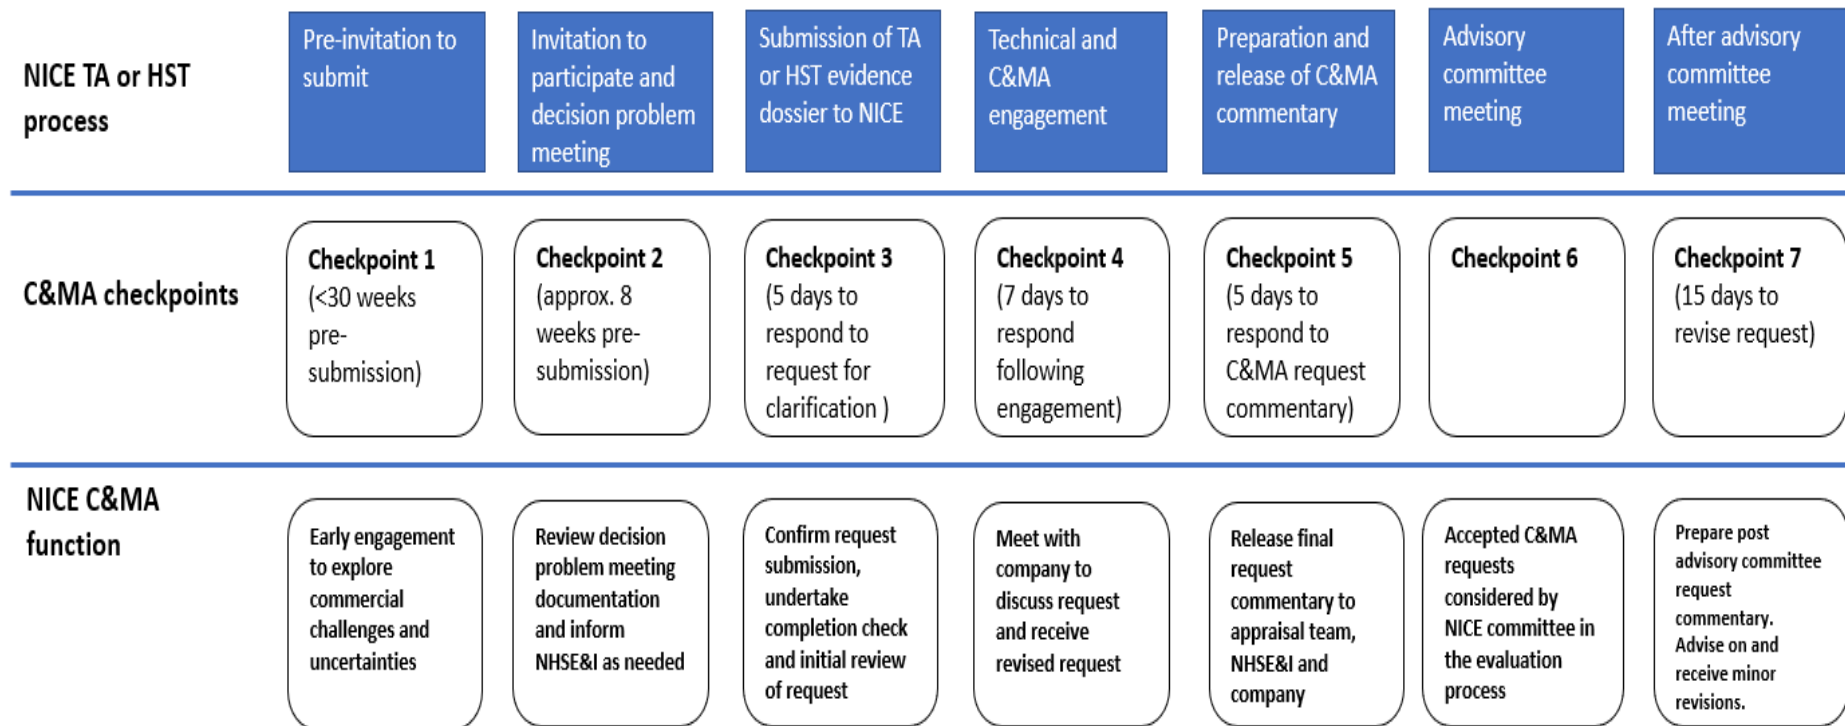 NICE TA or HST
process
Pre-invitation to
submit
Invitation to
participate and
decision problem
meeting
Submission of TA
or HST evidence
dossier to NICE
Technical and
C&MA
engagement
Preparation and
release of C&MA
commentary
Advisory
committee
meeting
After advisory
committee
meeting
C&MA checkpoints
Checkpoint 1
(<30 weeks
pre-
submission)
Checkpoint 2
(approx. 8
weeks pre-
submission)
Checkpoint 3
(5 days to
respond to
request for
clarification )
Checkpoint 4
(7 days to
respond
following
engagement)
Checkpoint 5
(5 days to
respond to
C&MA request
commentary)
Checkpoint 6
Checkpoint 7
(15 days to
revise request)
NICE C&MA
function
Early engagement
to explore
commercial
challenges and
uncertainties
Review decision
problem meeting
documentation
and inform
NHSE&I as needed
Confirm request
submission,
undertake
completion check
and initial review
of request
Meet with
company to
discuss request
and receive
revised request
Release final
request
commentary to
appraisal team,
NHSE&I and
company
Accepted C&MA
requests
considered by
NICE committee in
the evaluation
process
Prepare post
advisory committee
request
commentary.
Advise on and
receive minor
revisions.